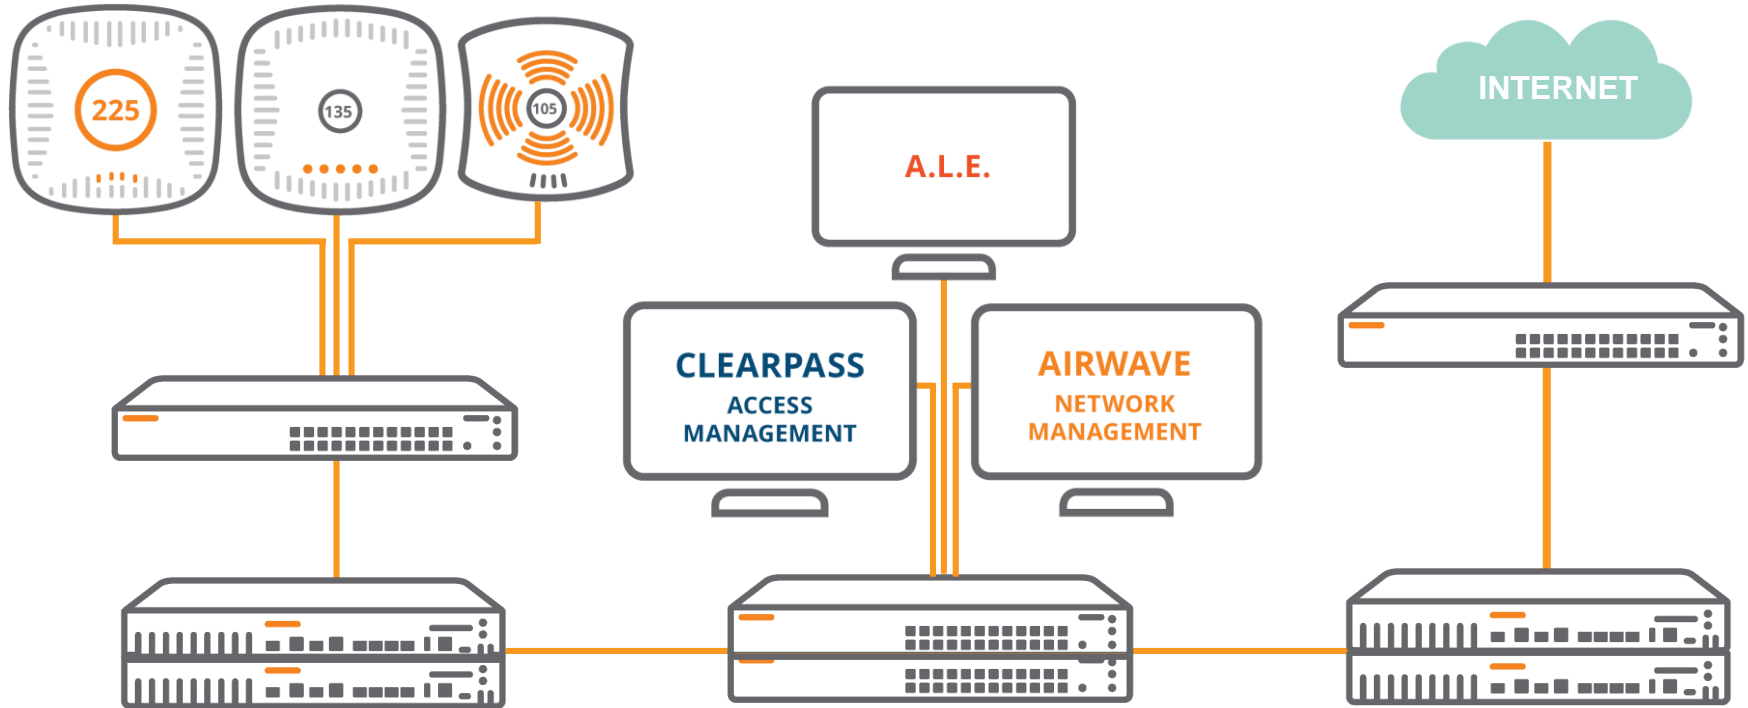 225
135
105
A.L.E.
INTERNET
CLEARPASS
ACCESS
MANAGEMENT
AIRWAVE
NETWORK
MANAGEMENT